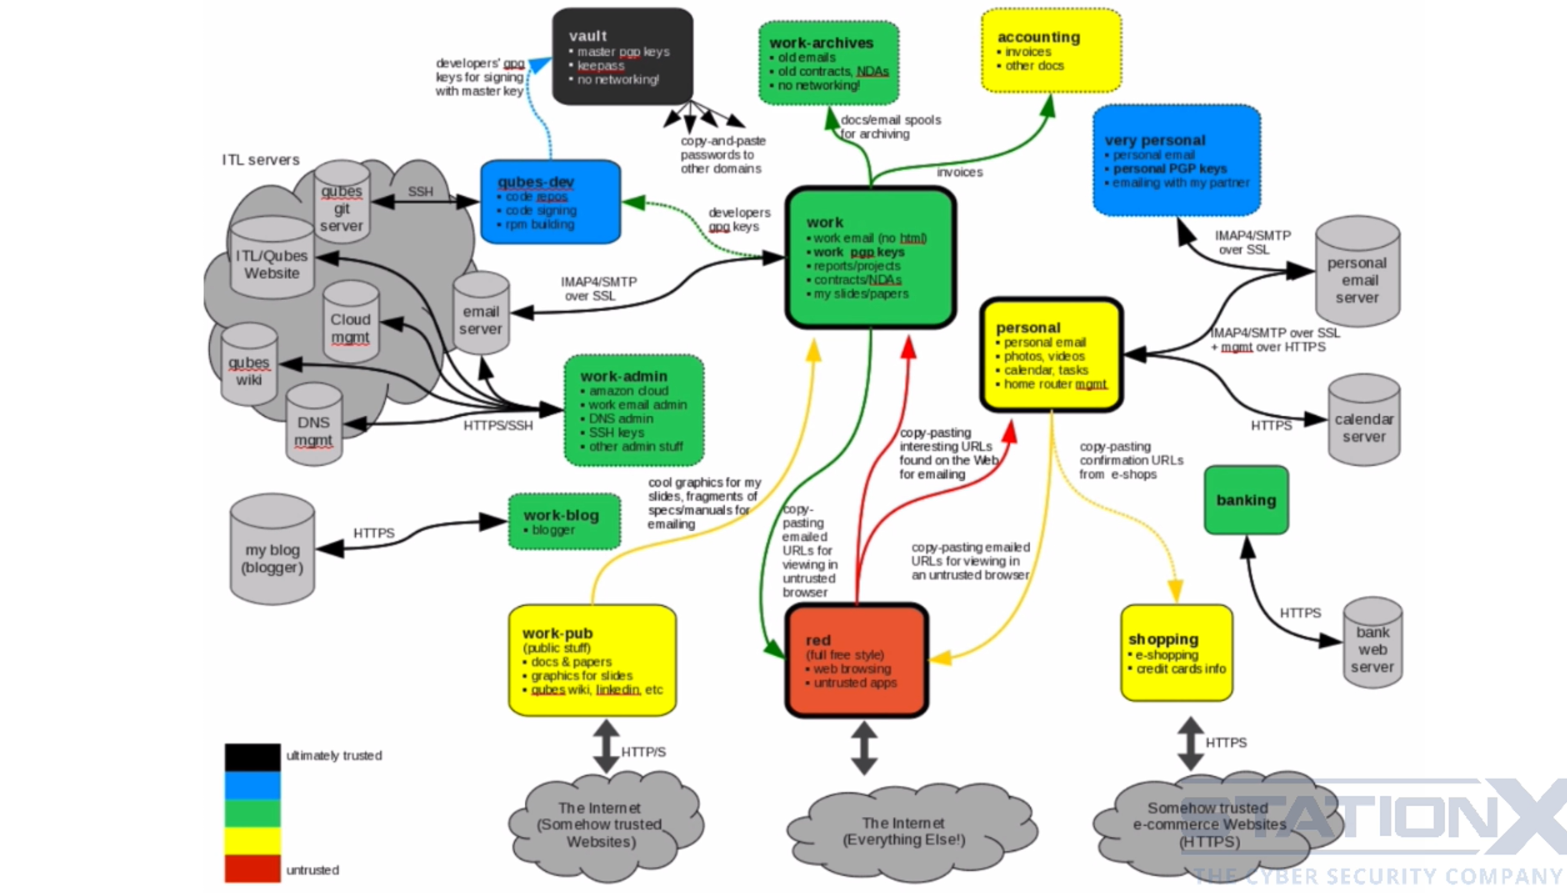 vault
▪ master pgp keys
▪ keepass
▪ no networking!
developers' gpg
keys for signing
with master key
copy-and-paste
passwords to
other domains
work-archives
▪ old emails
▪ old contracts, NDAs
▪ no networking!
docs/email spools
for archiving
accounting
▪ invoices
▪ other docs
invoices
very personal
▪ personal email
▪ personal PGP keys
▪ emailing with my partner
ITL servers
qubes
git
server
SSH
qubes-dev
▪ code repos
▪ code signing
▪ rpm building
developers
gpg keys
work
▪ work email (no html)
▪ work pgp keys
▪ reports/projects
▪ contracts/NDAs
▪ my slides/papers
IMAP4/SMTP
over SSL
personal
email
server
ITL/Qubes
Website
Cloud
mgmt
email
server
IMAP4/SMTP
over SSL
qubes
wiki
DNS
mgmt
HTTPS/SSH
work-admin
▪ amazon cloud
▪ work email admin
▪ DNS admin
▪ SSH keys
▪ other admin stuff
personal
▪ personal email
▪ photos, videos
▪ calendar, tasks
▪ home router mgmt
IMAP4/SMTP over SSL
+ mgmt over HTTPS
HTTPS
calendar
server
my blog
(blogger)
HTTPS
work-blog
▪ blogger
cool graphics for my
slides, fragments of
specs/manuals for
emailing
copy-pasting
interesting URLs
found on the Web
for emailing
copy-pasting
confirmation URLs
from e-shops
banking
copy-
pasting
emailed
URLs for
viewing in
untrusted
browser
copy-pasting emailed
URLs for viewing in
an untrusted browser
HTTPS
bank
web
server
work-pub
(public stuff)
▪ docs & papers
▪ graphics for slides
▪ qubes wiki, linkedin, etc
red
(full free style)
▪ web browsing
▪ untrusted apps
shopping
▪ e-shopping
▪ credit cards info
HTTP/S
HTTPS
ultimately trusted
untrusted
The Internet
(Somehow trusted
Websites)
The Internet
(Everything Else!)
Somehow trusted
e-commerce Websites
(HTTPS)
STATIONX
THE CYBER SECURITY COMPANY